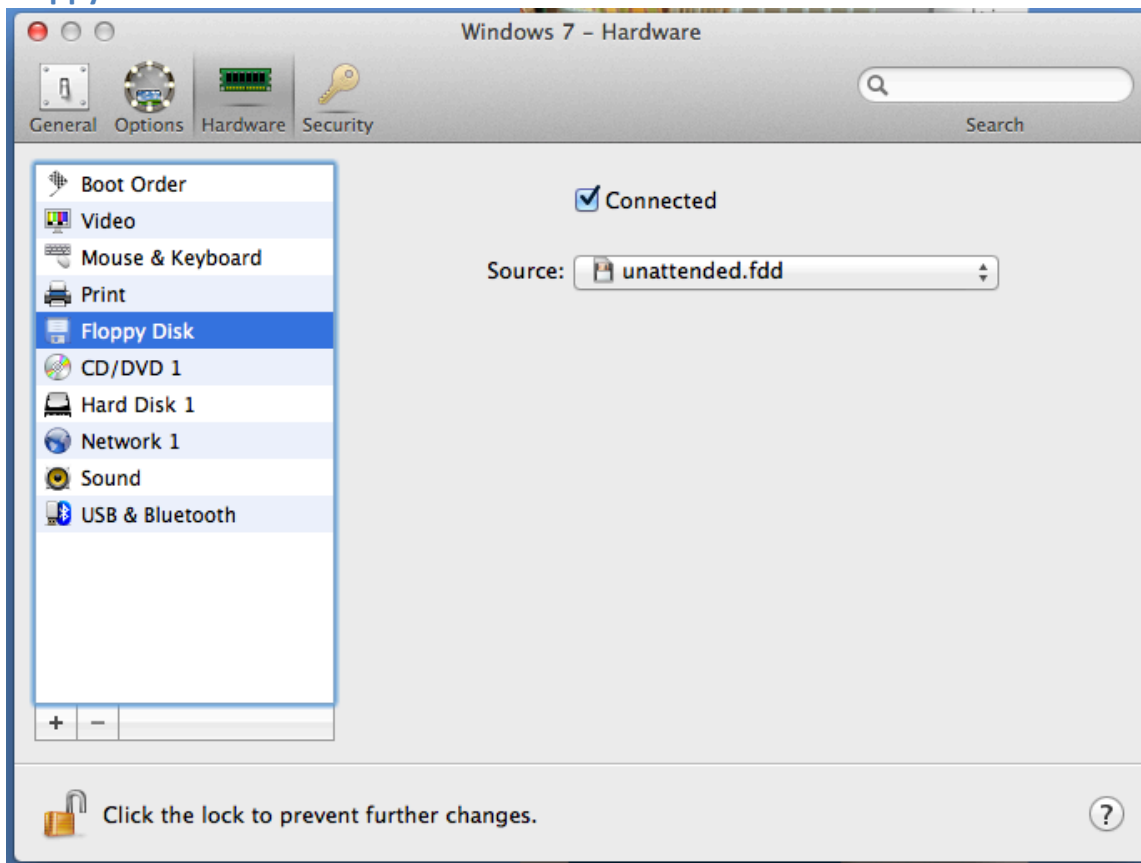 Windows 7 – Hardware
General Options Hardware Security
Search
Boot Order
Video
Mouse & Keyboard
Print
Floppy Disk
CD/DVD 1
Hard Disk 1
Network 1
Sound
USB & Bluetooth
Connected
Source: unattended.fdd
+ –
Click the lock to prevent further changes.
?